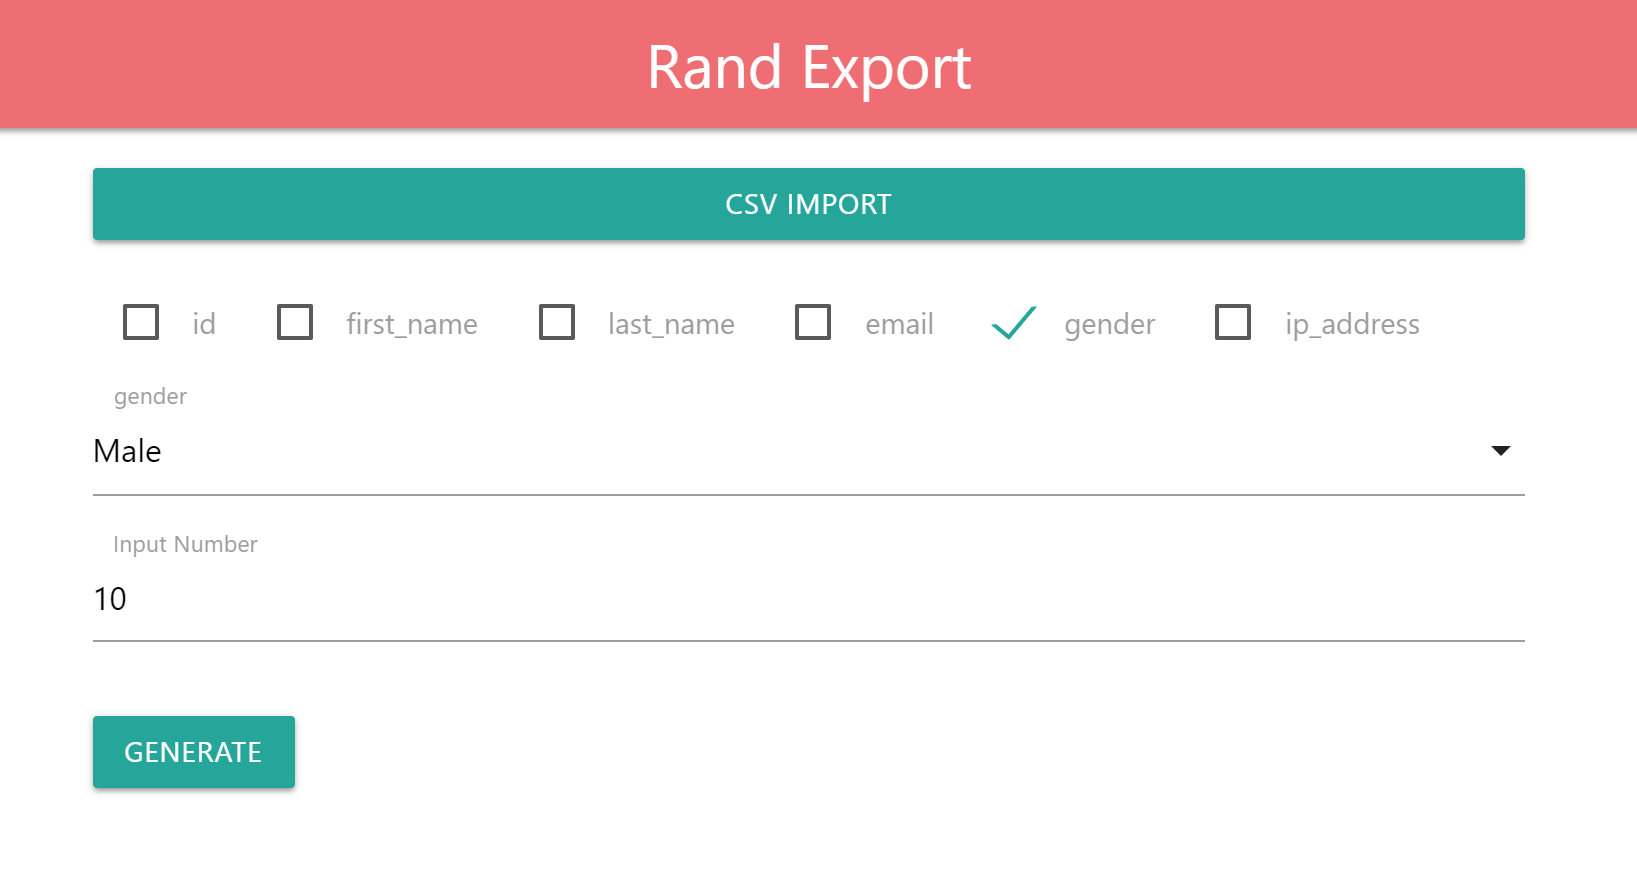 Rand Export
CSV IMPORT
id first_name last_name email gender ip_address
gender
Male
Input Number
10
GENERATE